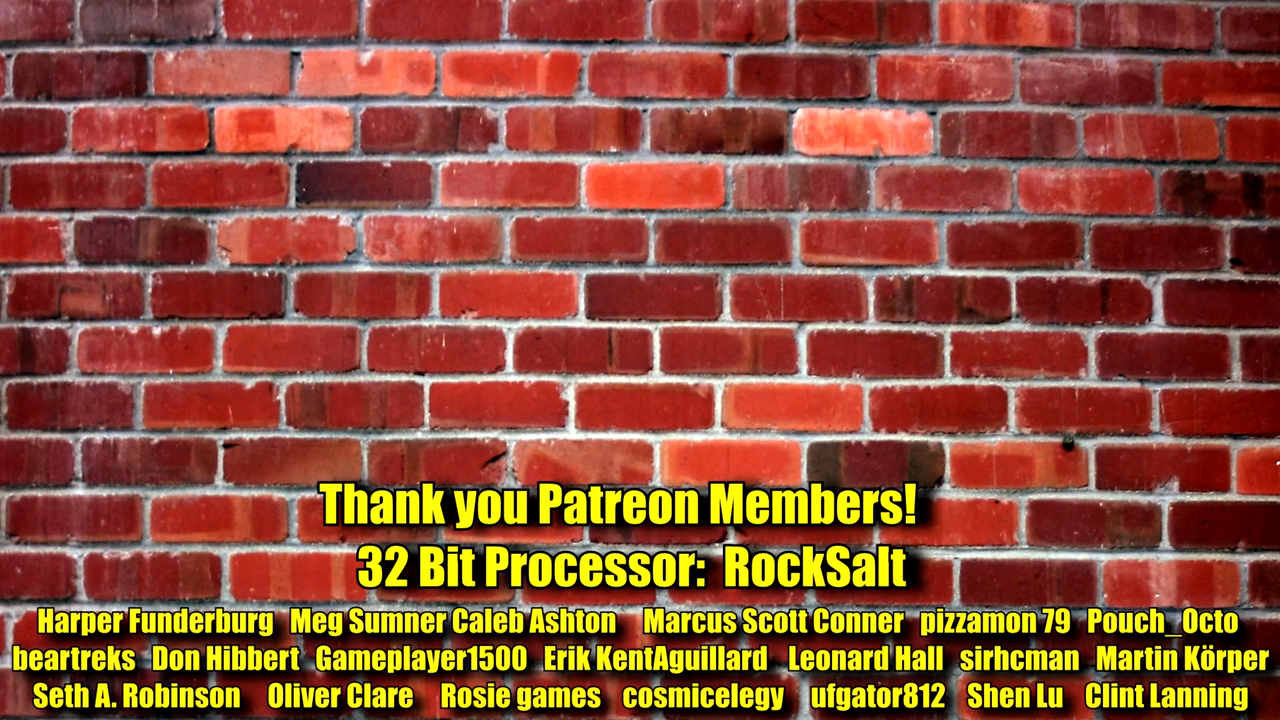 Thank you Patreon Members!
32 Bit Processor:  RockSalt
Harper Funderburg   Meg Sumner Caleb Ashton   Marcus Scott Conner   pizzamon 79   Pouch_Octo
beartreks   Don Hibbert   Gameplayer1500   Erik KentAguillard   Leonard Hall   sirhcman   Martin Körper
Seth A. Robinson   Oliver Clare   Rosie games   cosmicelegy   ufgator812   Shen Lu   Clint Lanning